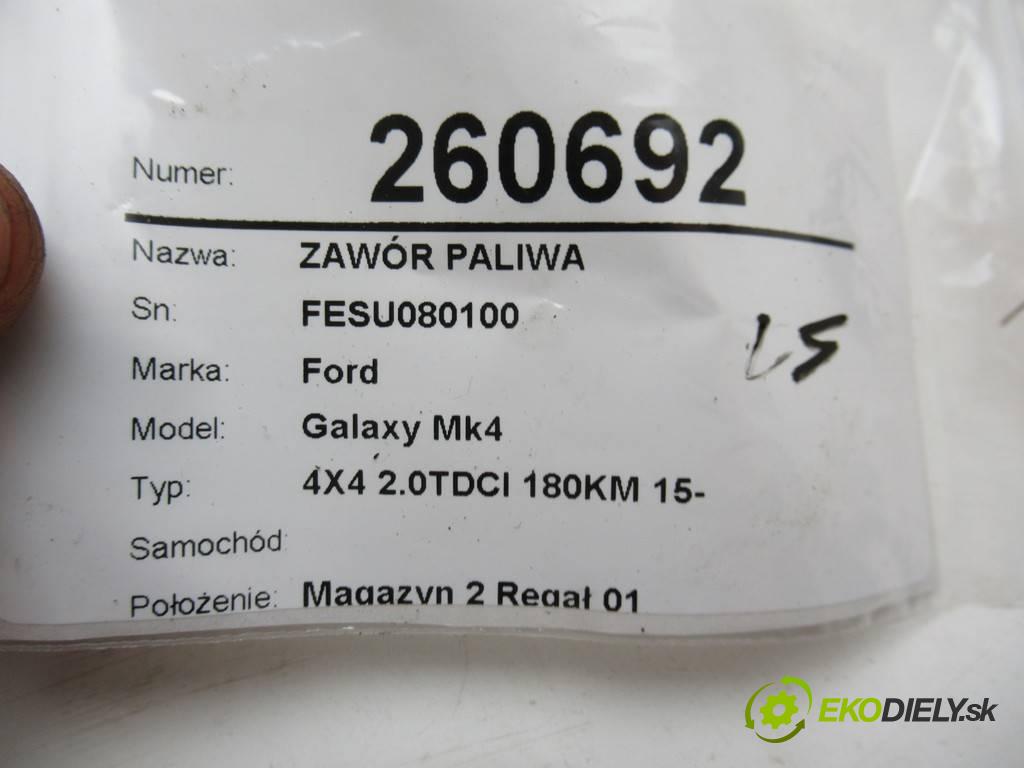 Numer: 260692
Nazwa: ZAWÓR PALIWA
Sn: FESU080100
Marka: Ford
Model: Galaxy Mk4
Typ: 4X4 2.0TDCI 180KM 15-
Samochód
Położenie: Magazyn 2 Regał 01
EKODIELY.sk